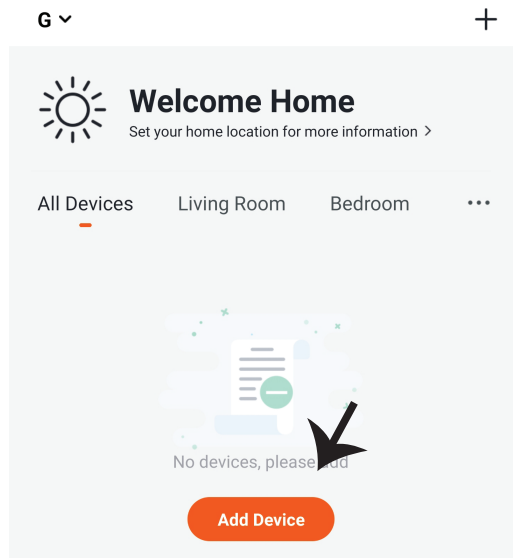 G
Welcome Home
Set your home location for more information >
All Devices Living Room Bedroom ...
No devices, please add
Add Device